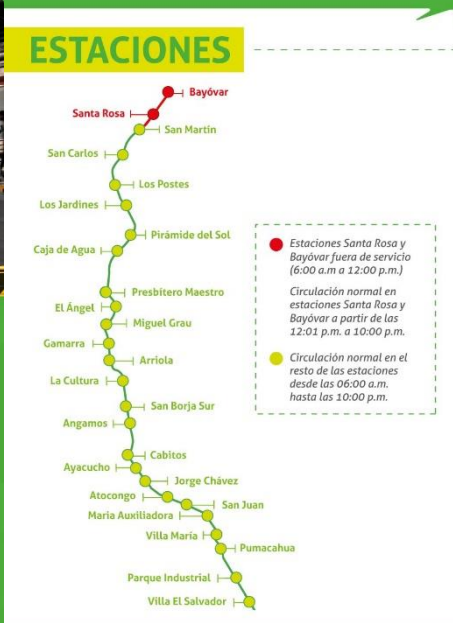 ESTACIONES
Bayóvar
Santa Rosa
San Martín
San Carlos
Los Postes
Los Jardines
Pirámide del Sol
Caja de Agua
Presbítero Maestro
El Ángel
Miguel Grau
Gamarra
Arriola
La Cultura
San Borja Sur
Angamos
Cabitos
Ayacucho
Jorge Chávez
Atocongo
San Juan
Maria Auxiliadora
Villa María
Pumacahua
Parque Industrial
Villa El Salvador
Estaciones Santa Rosa y
Bayóvar fuera de servicio
(6:00 a.m a 12:00 p.m.)
Circulación normal en
estaciones Santa Rosa y
Bayóvar a partir de las
12:01 p.m. a 10:00 p.m.
Circulación normal en el
resto de las estaciones
desde las 06:00 a.m.
hasta las 10:00 p.m.